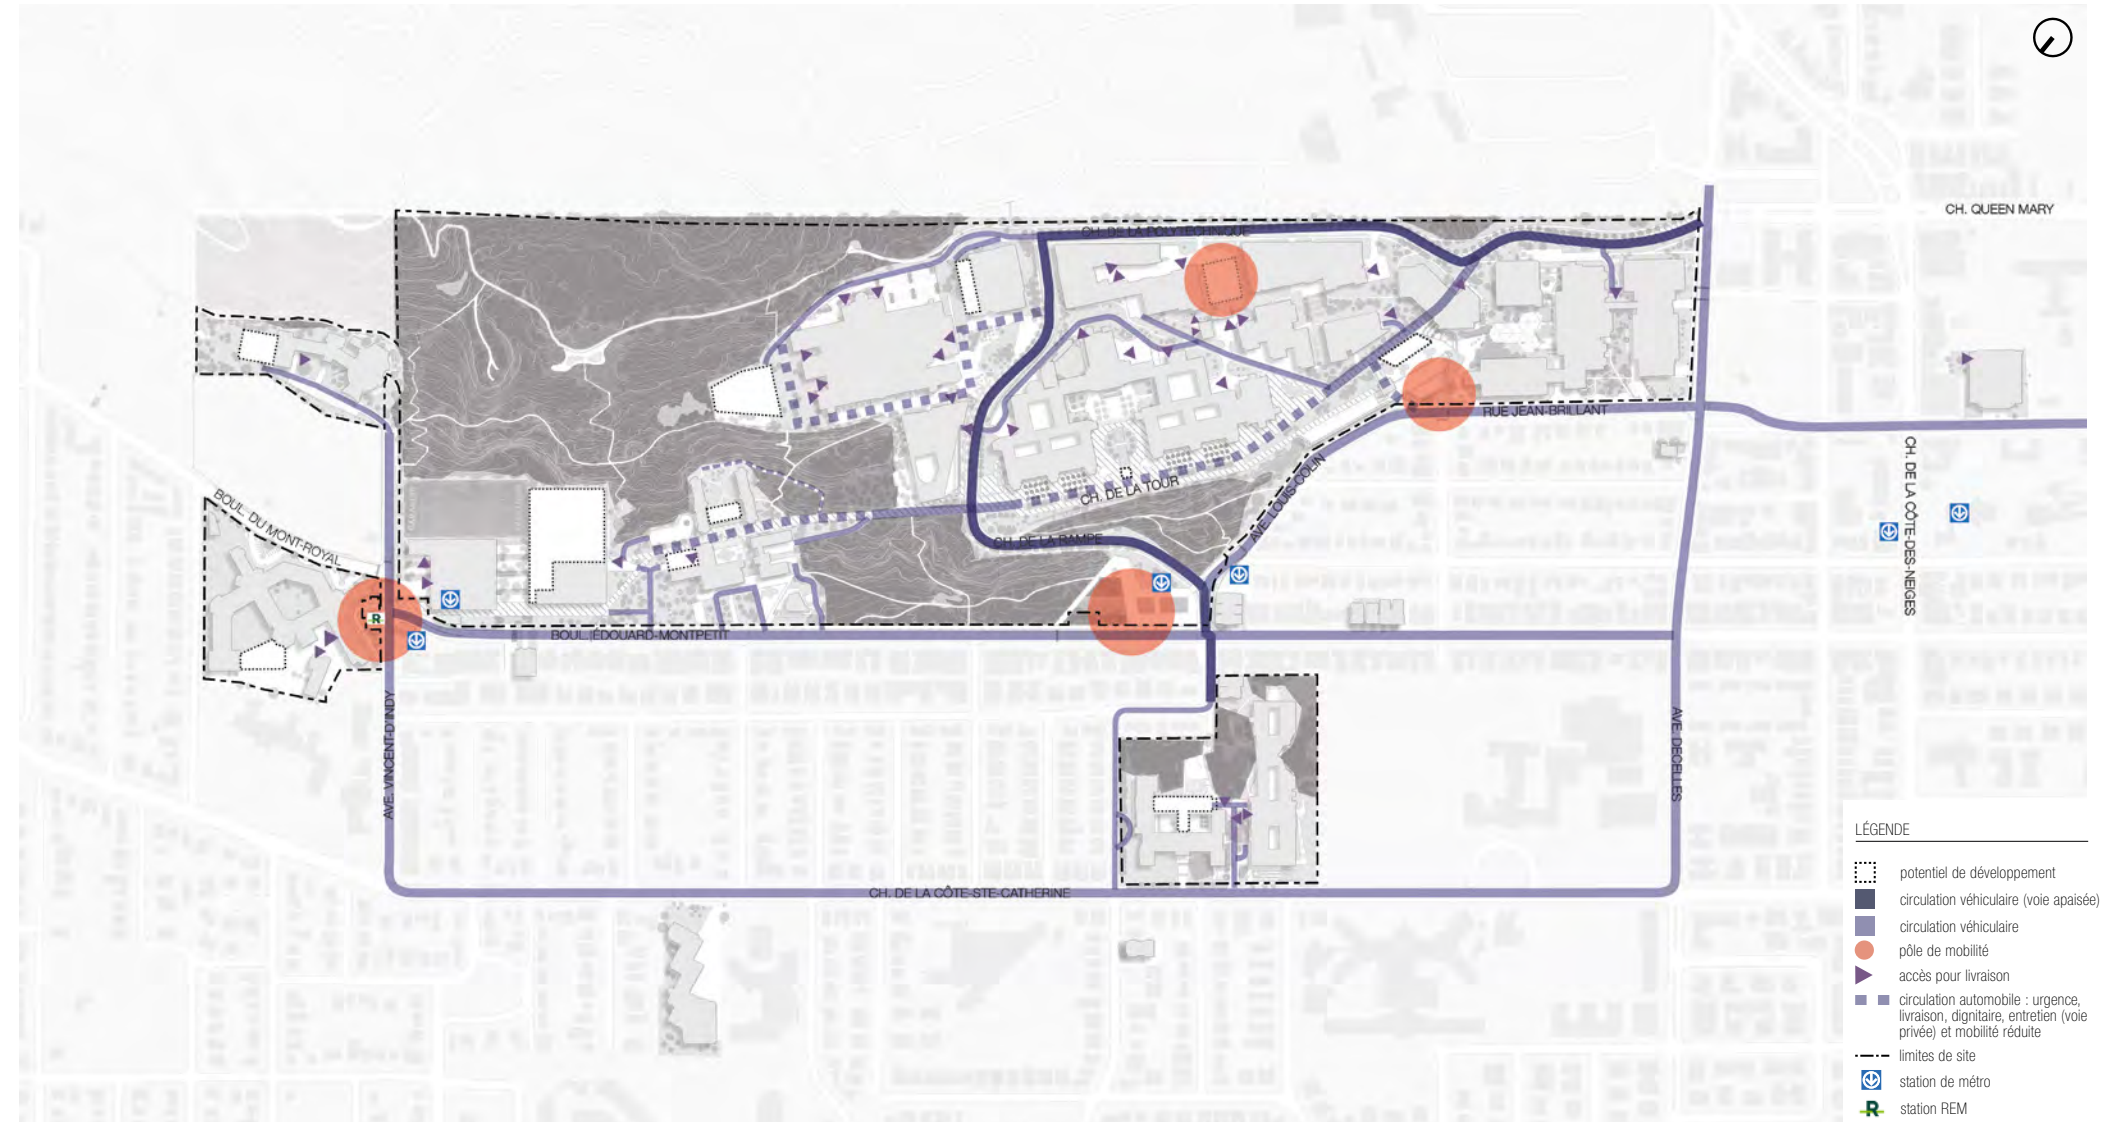 CH. QUEEN MARY
CH. DE LA POLYTECHNIQUE
RUE JEAN-BRILLANT
CH. DE LA CÔTE-DES-NEIGES
AVE. LOUIS-COLIN
CH. DE LA TOUR
CH. DE LA RAMPE
BOUL. DU MONT-ROYAL
R
BOUL. ÉDOUARD-MONTPETIT
AVE. VINCENT-D'INDY
AVE. DECELLES
CH. DE LA CÔTE-STE-CATHERINE
LÉGENDE
potentiel de développement
circulation véhiculaire (voie apaisée)
circulation véhiculaire
pôle de mobilité
accès pour livraison
circulation automobile : urgence,
livraison, dignitaire, entretien (voie
privée) et mobilité réduite
limites de site
station de métro
R
station REM